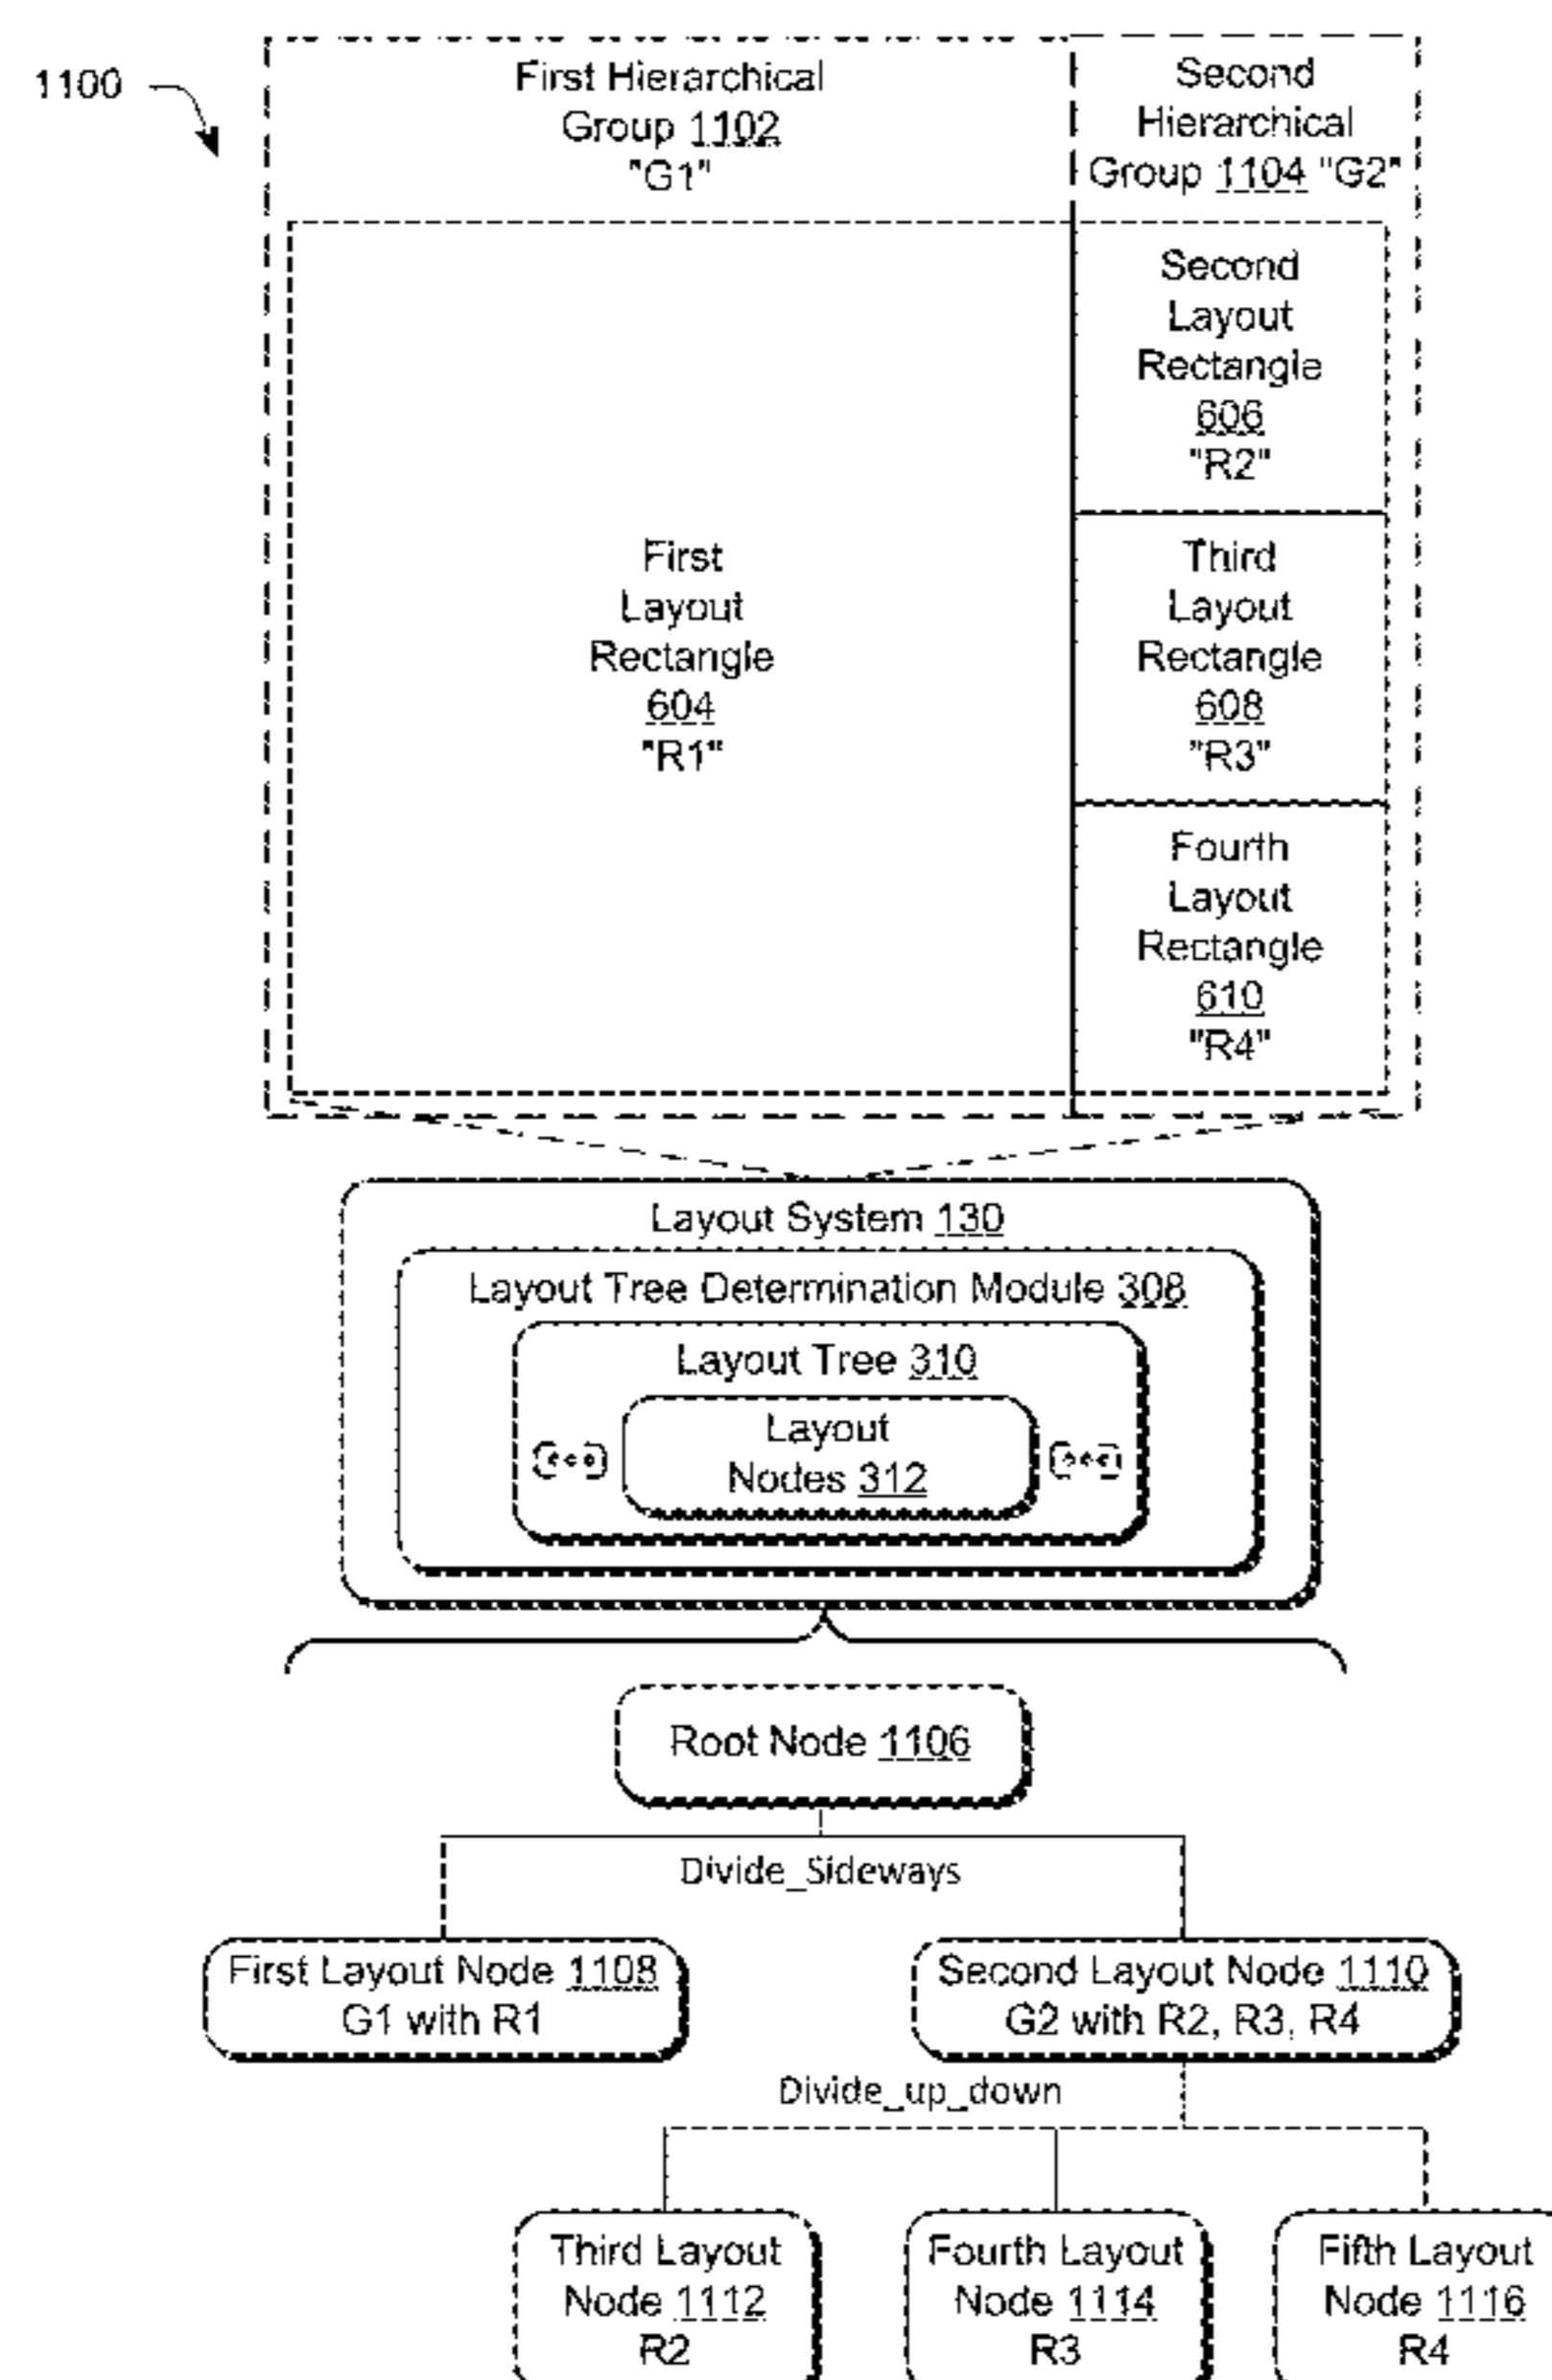 1100
First Hierarchical
Group 1102
"G1"
Second
Hierarchical
Group 1104 "G2"
First
Layout
Rectangle
604
"R1"
Second
Layout
Rectangle
606
"R2"
Third
Layout
Rectangle
608
"R3"
Fourth
Layout
Rectangle
610
"R4"
Layout System 130
Layout Tree Determination Module 308
Layout Tree 310
Layout
Nodes 312
Root Node 1106
Divide_Sideways
First Layout Node 1108
G1 with R1
Second Layout Node 1110
G2 with R2, R3, R4
Divide_up_down
Third Layout
Node 1112
R2
Fourth Layout
Node 1114
R3
Fifth Layout
Node 1116
R4